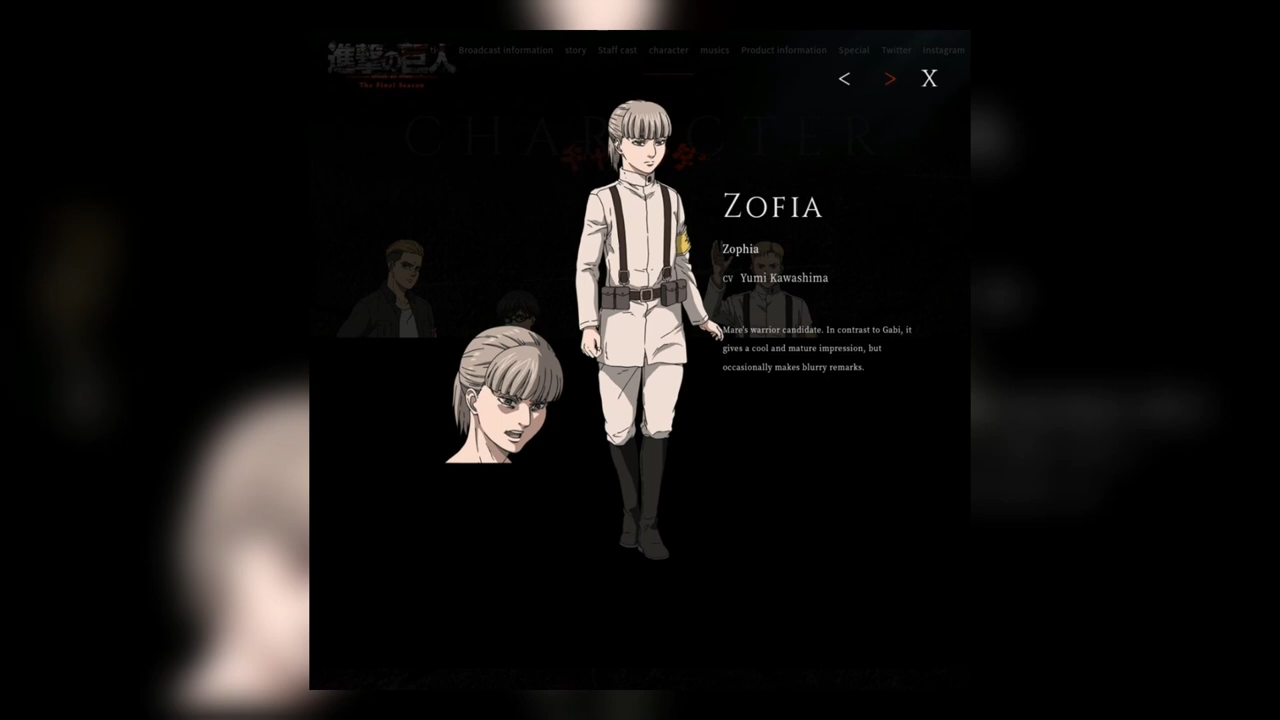 進撃の巨人
The Final Season
Broadcast information story Staff cast character musics Product information Special Twitter Instagram
< > X
CHARACTER
ZOFIA
Zophia
CV Yumi Kawashima
Mare's warrior candidate. In contrast to Gabi, it
gives a cool and mature impression, but
occasionally makes blurry remarks.